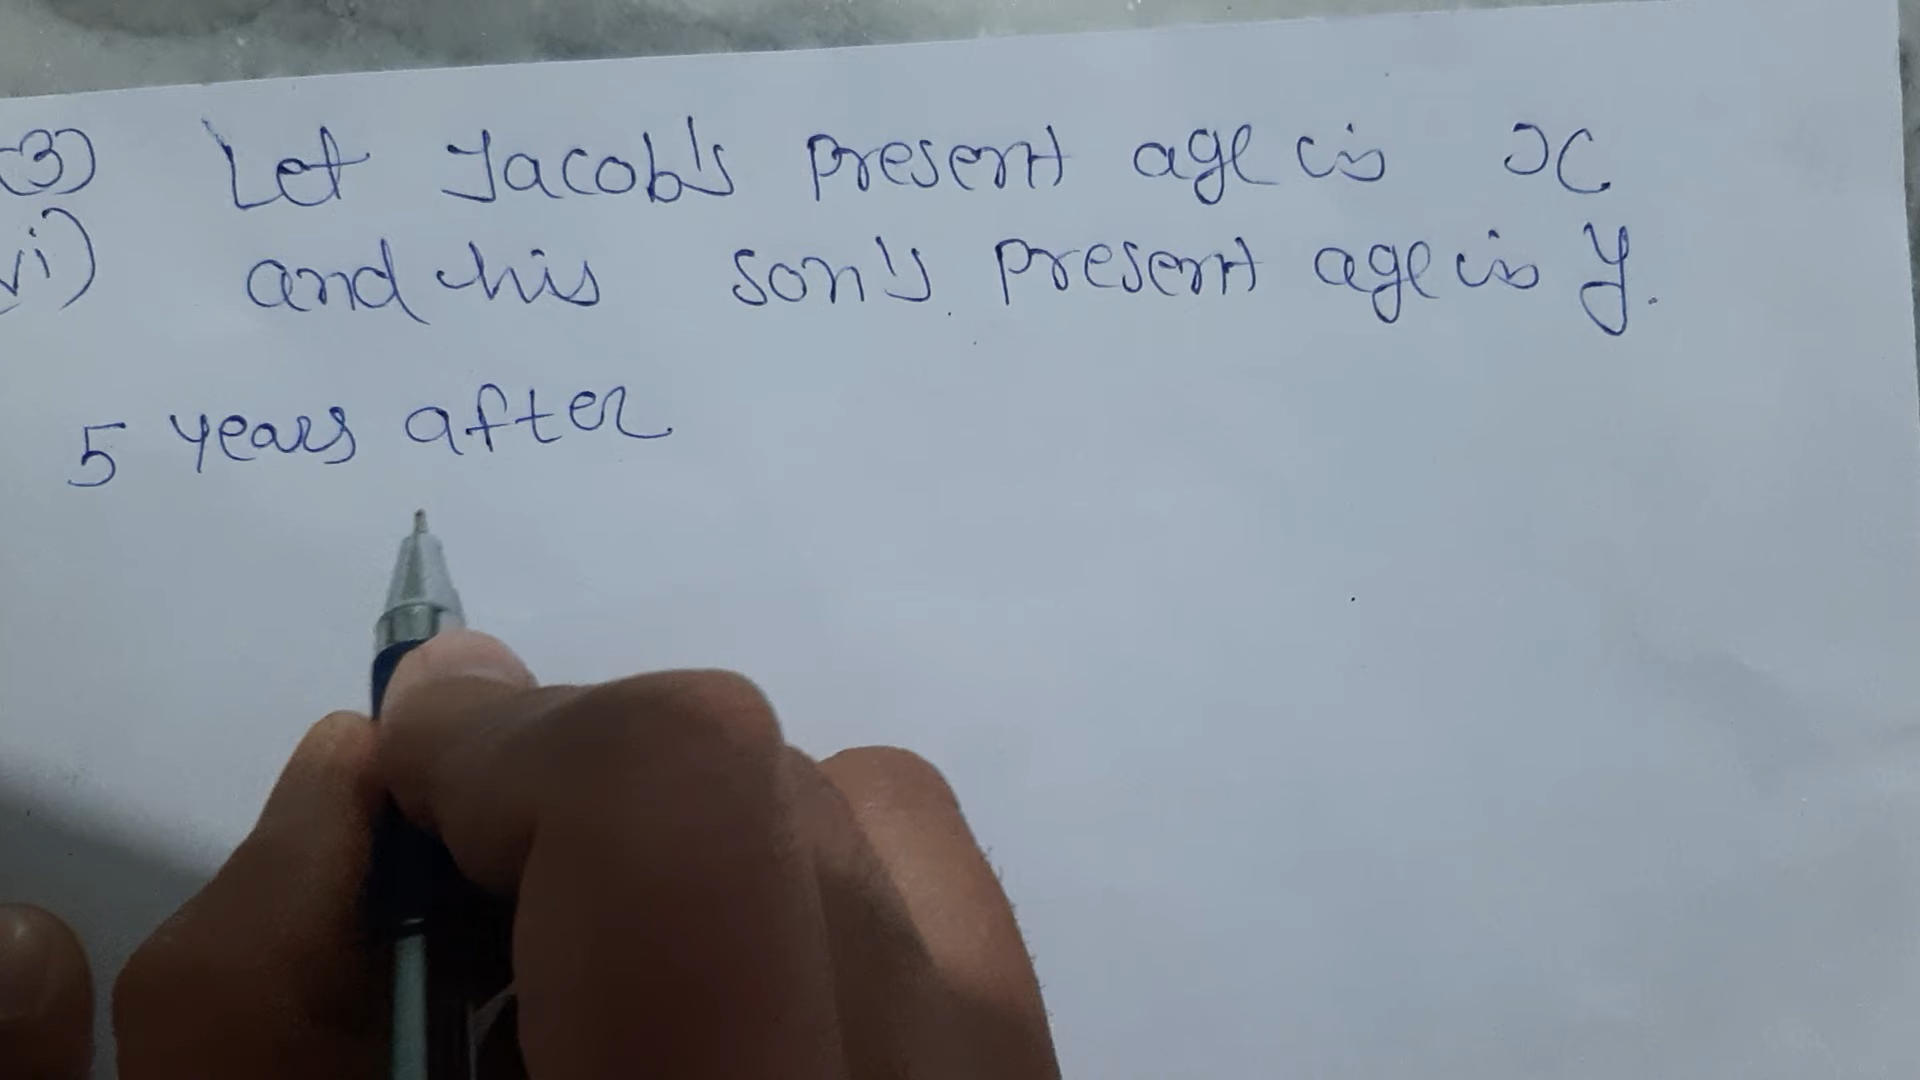 3) Let Jacob's present age is x
vi) and his son's present age is y.
5 years after